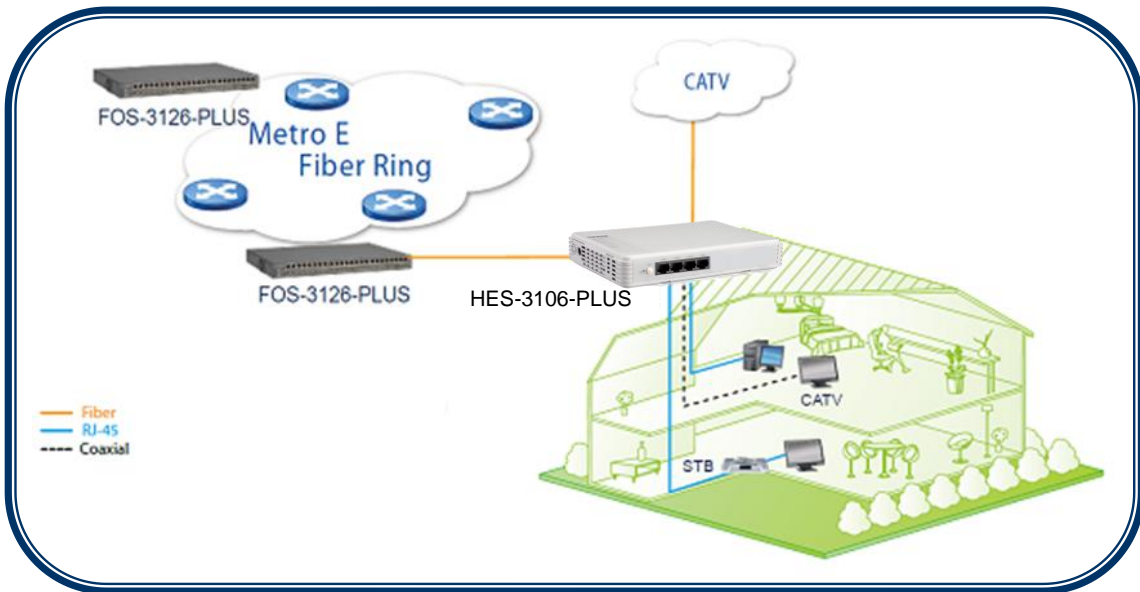 FOS-3126-PLUS
Metro E
Fiber Ring
CATV
FOS-3126-PLUS
HES-3106-PLUS
CATV
STB
Fiber
RJ-45
Coaxial